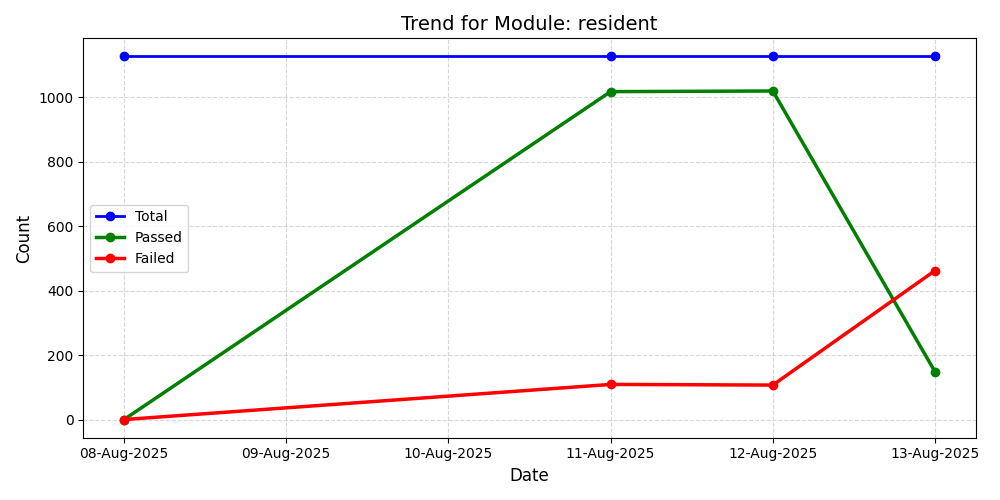 Trend for Module: resident
1000
800
600
400
200
0
Count
Total
Passed
Failed
08-Aug-2025
09-Aug-2025
10-Aug-2025
11-Aug-2025
12-Aug-2025
13-Aug-2025
Date